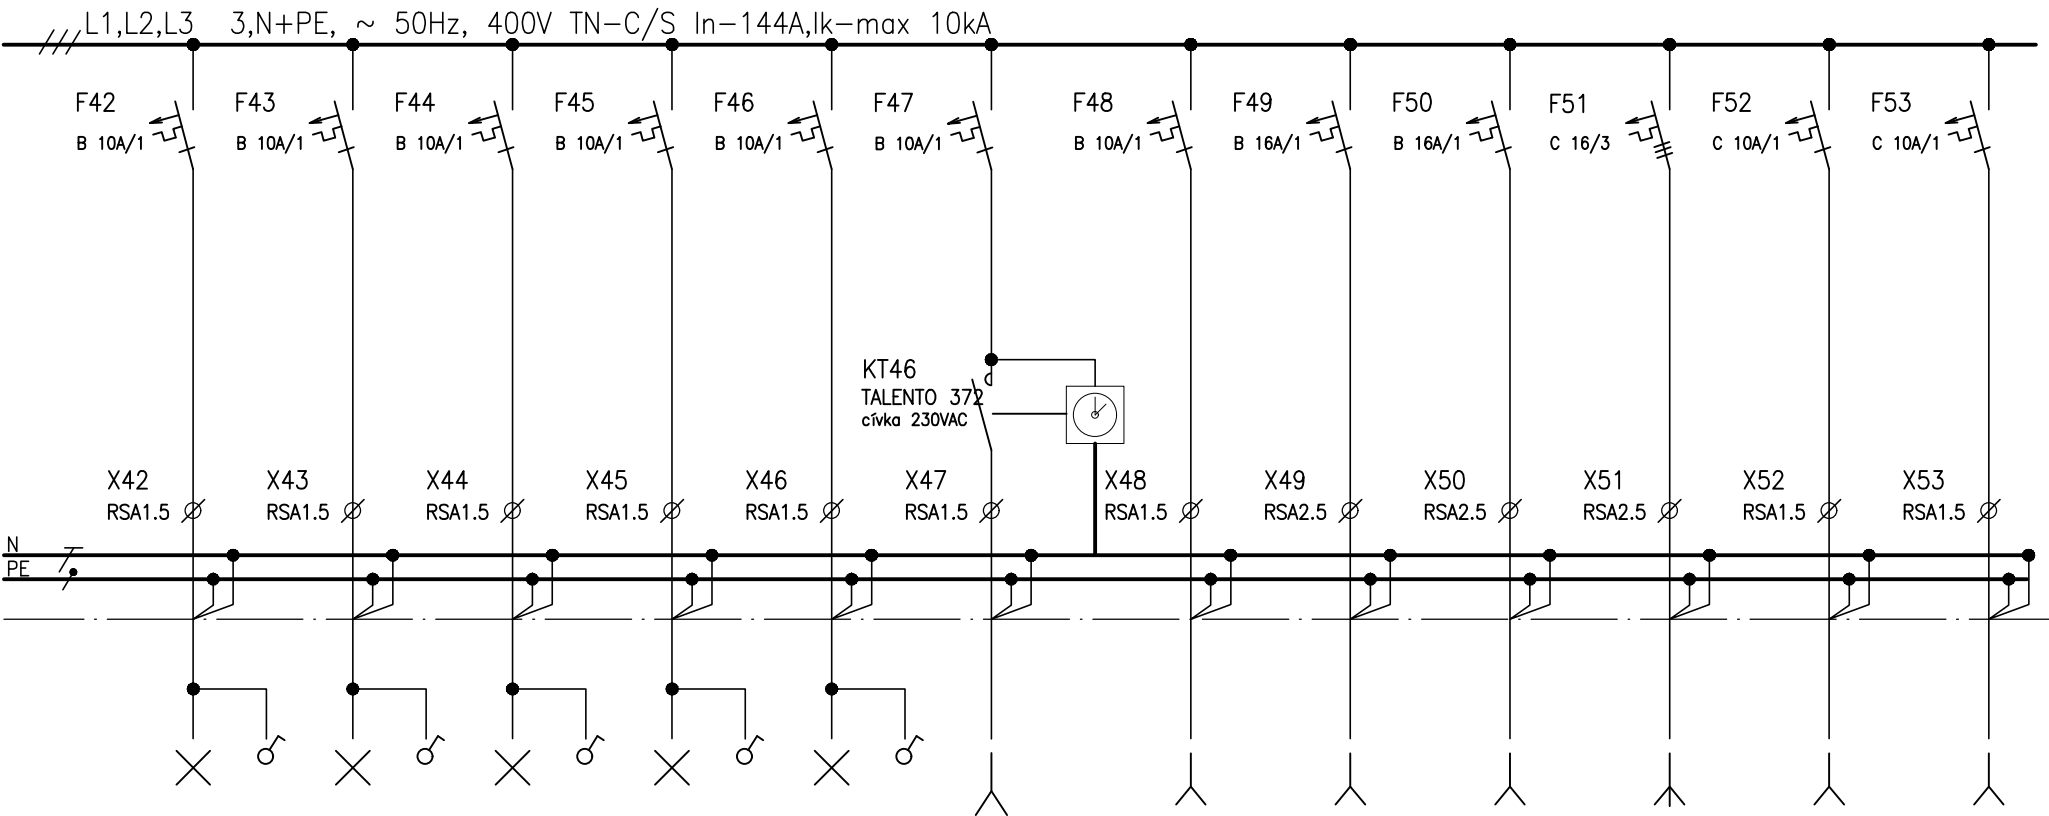 L1,L2,L3 3,N+PE, ~ 50Hz, 400V TN-C/S In-144A,Ik-max 10kA
F42 F43 F44 F45 F46 F47 F48 F49 F50 F51 F52 F53
B 10A/1 B 10A/1 B 10A/1 B 10A/1 B 10A/1 B 10A/1 B 10A/1 B 16A/1 B 16A/1 C 16/3 C 10A/1 C 10A/1
KT46
TALENTO 372
cívka 230VAC
X42 X43 X44 X45 X46 X47 X48 X49 X50 X51 X52 X53
RSA1.5 RSA1.5 RSA1.5 RSA1.5 RSA1.5 RSA1.5 RSA1.5 RSA2.5 RSA2.5 RSA2.5 RSA1.5 RSA1.5
N
PE